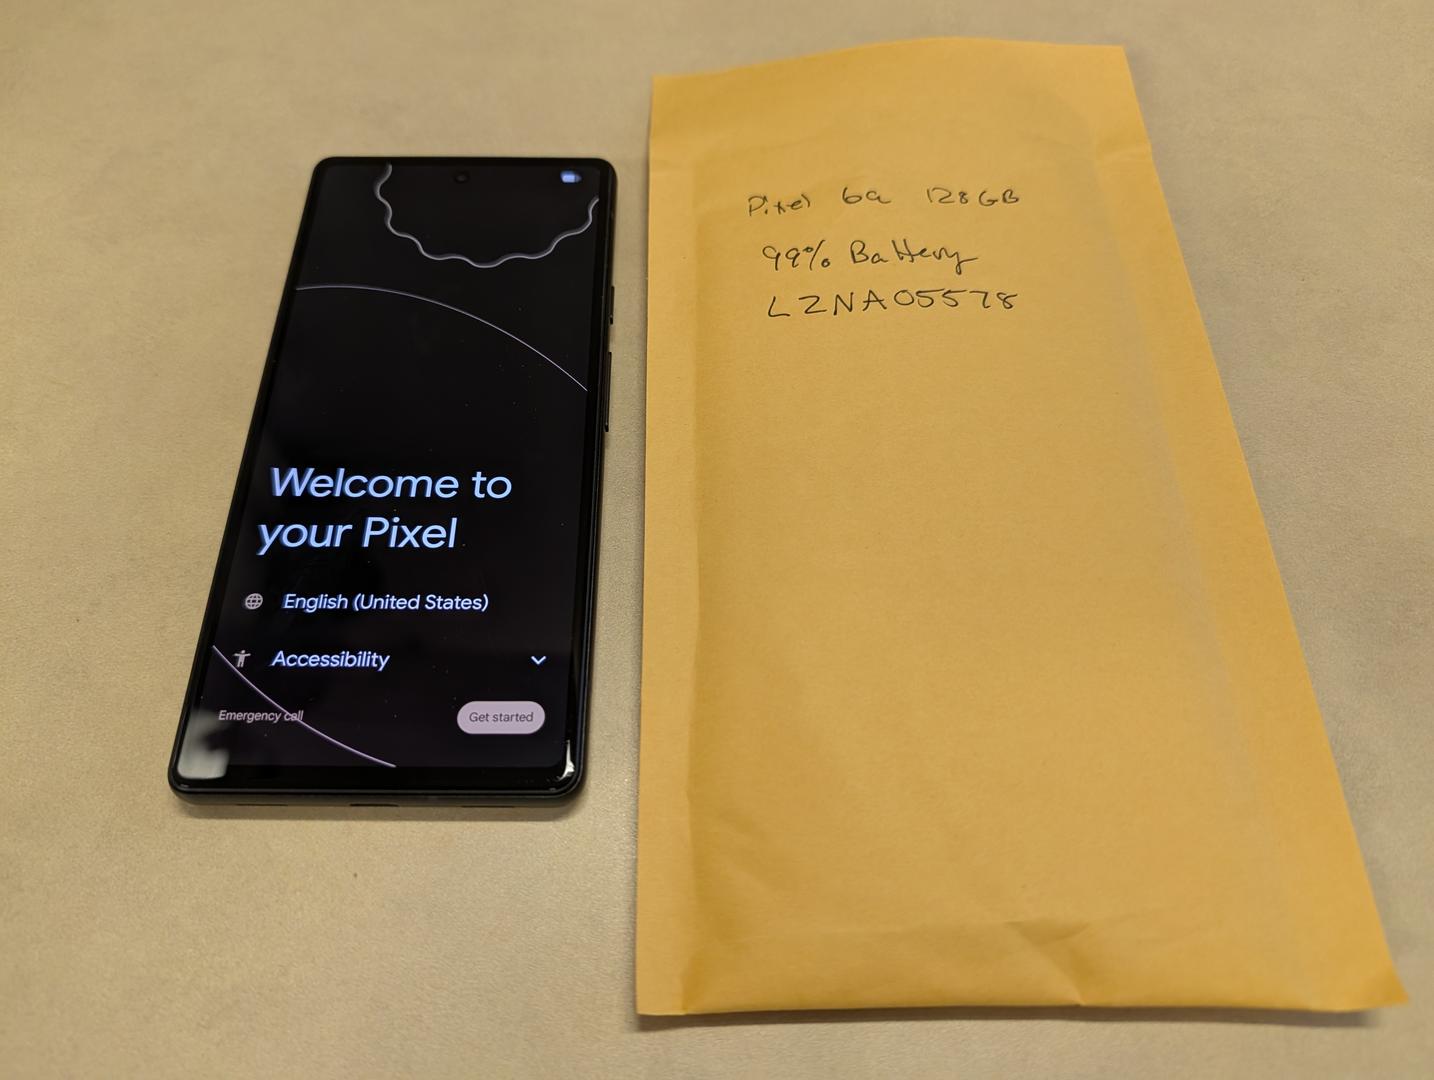 Welcome to
your Pixel
English (United States)
Accessibility
Emergency call
Get started
Pixel 6a 128GB
99% Battery
LZNA05578